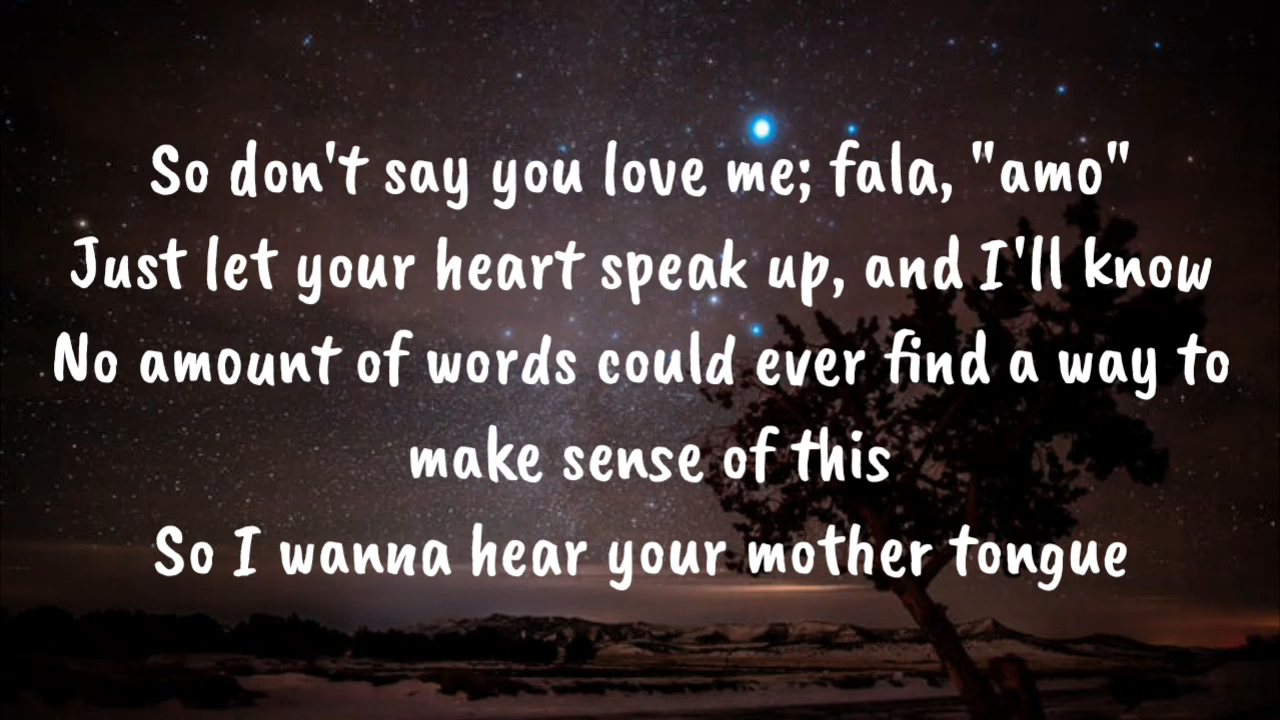 So don't say you love me; fala, "amo"
Just let your heart speak up, and I'll know
No amount of words could ever find a way to
make sense of this
So I wanna hear your mother tongue